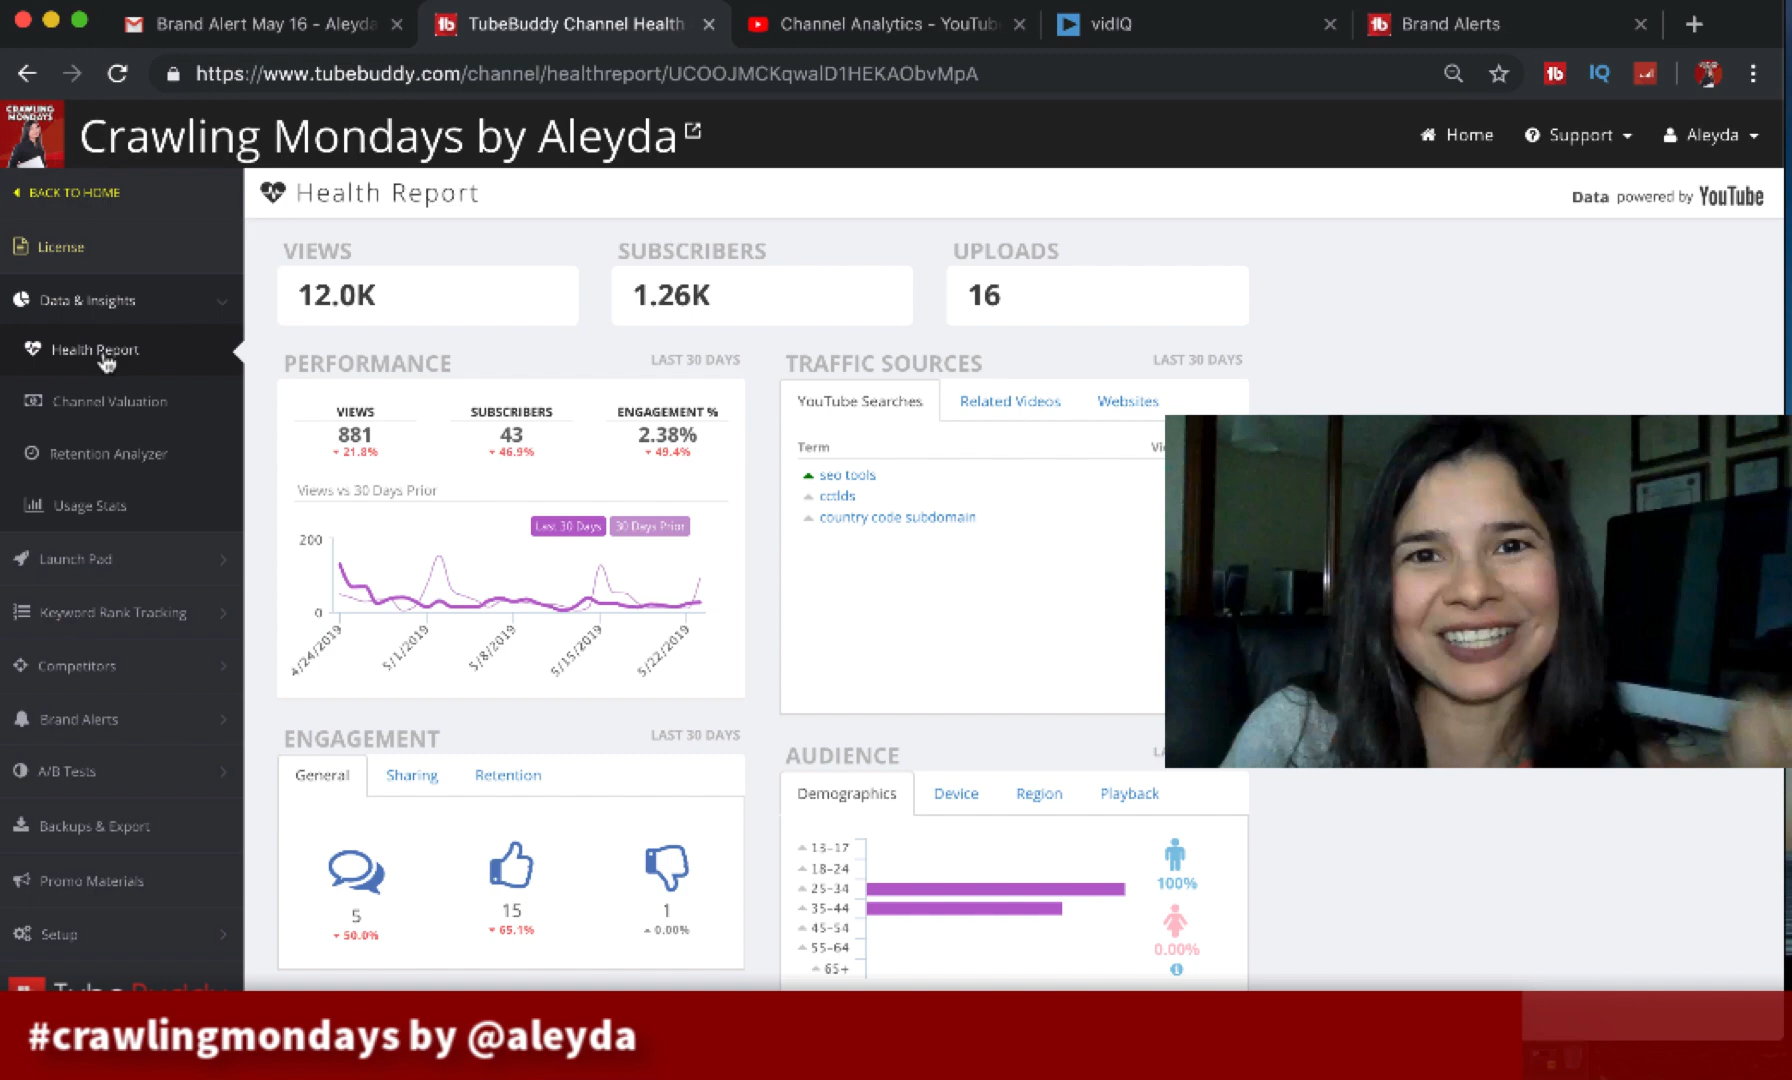 Brand Alert May 16 - Aleyda
TubeBuddy Channel Health
Channel Analytics - YouTub
vidIQ
Brand Alerts
https://www.tubebuddy.com/channel/healthreport/UCOOJMCKqwalD1HEKAObvMpA
CRAWLING
MONDAYS
Crawling Mondays by Aleyda
Home
Support
Aleyda
BACK TO HOME
License
Data & Insights
Health Report
Channel Valuation
Retention Analyzer
Usage Stats
Launch Pad
Keyword Rank Tracking
Competitors
Brand Alerts
A/B Tests
Backups & Export
Promo Materials
Setup
TubeBuddy
Health Report
Data powered by YouTube
VIEWS
12.0K
SUBSCRIBERS
1.26K
UPLOADS
16
PERFORMANCE
LAST 30 DAYS
VIEWS SUBSCRIBERS ENGAGEMENT %
881 43 2.38%
21.8% 46.9% 49.4%
Views vs 30 Days Prior
Last 30 Days 30 Days Prior
200
0
4/24/2019 5/1/2019 5/8/2019 5/15/2019 5/22/2019
TRAFFIC SOURCES
LAST 30 DAYS
YouTube Searches Related Videos Websites
Term Vi
seo tools
cctlds
country code subdomain
ENGAGEMENT
LAST 30 DAYS
General Sharing Retention
5 15 1
50.0% 65.1% 0.00%
AUDIENCE
Demographics Device Region Playback
13-17
18-24
25-34
35-44
45-54
55-64
65+
100%
0.00%
#crawlingmondays by @aleyda